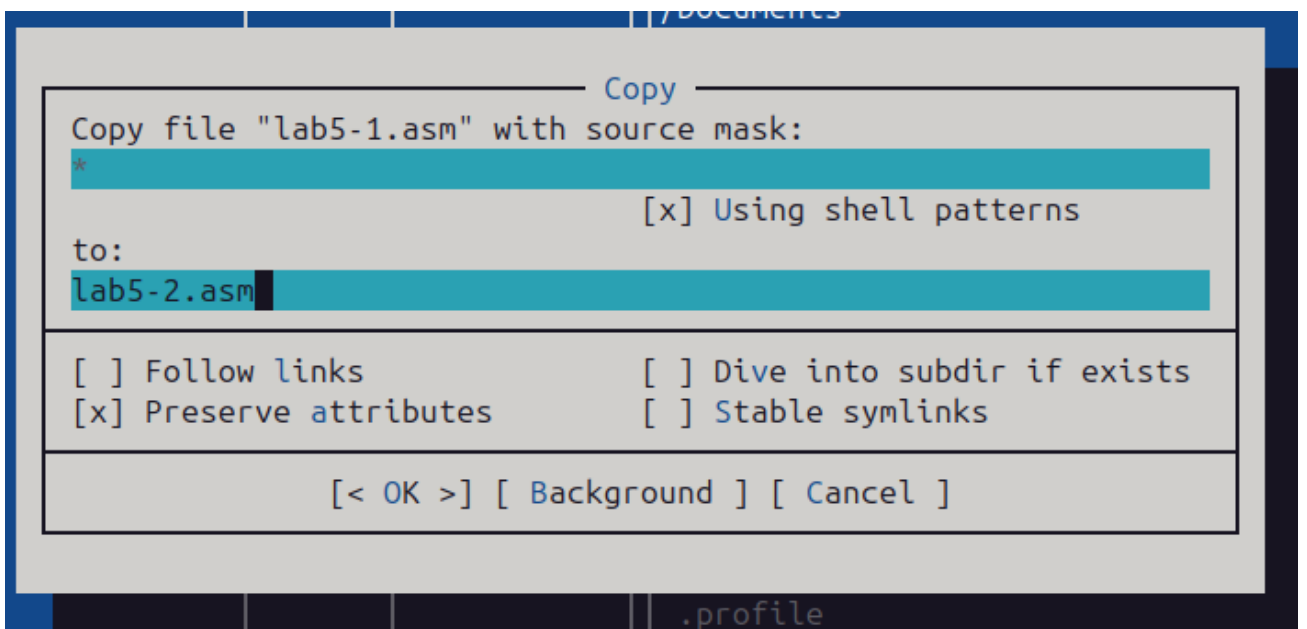 /Documents
Copy
Copy file "lab5-1.asm" with source mask:
*
[x] Using shell patterns
to:
lab5-2.asm
[ ] Follow links [ ] Dive into subdir if exists
[x] Preserve attributes [ ] Stable symlinks
[< OK >] [ Background ] [ Cancel ]
.profile